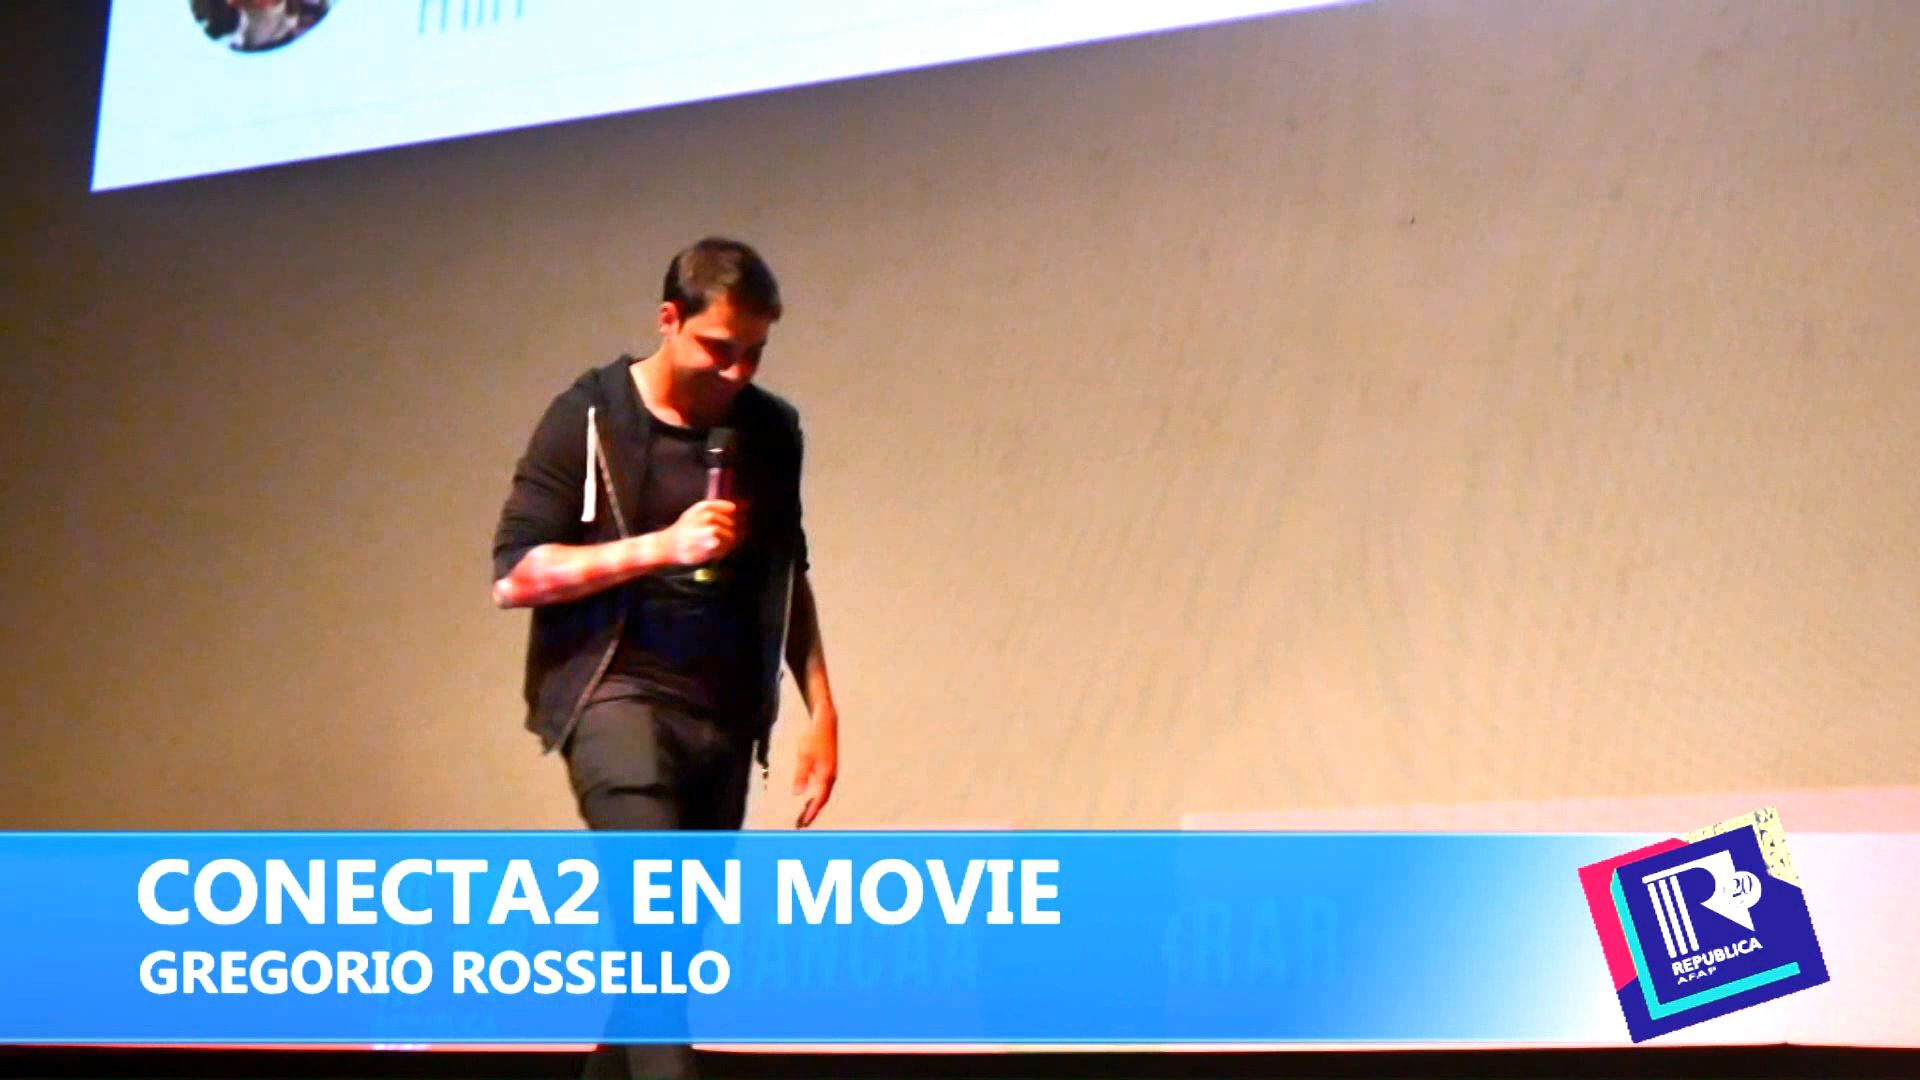 CONECTA2 EN MOVIE
GREGORIO ROSSELLO
R
20
REPUBLICA
AFAP